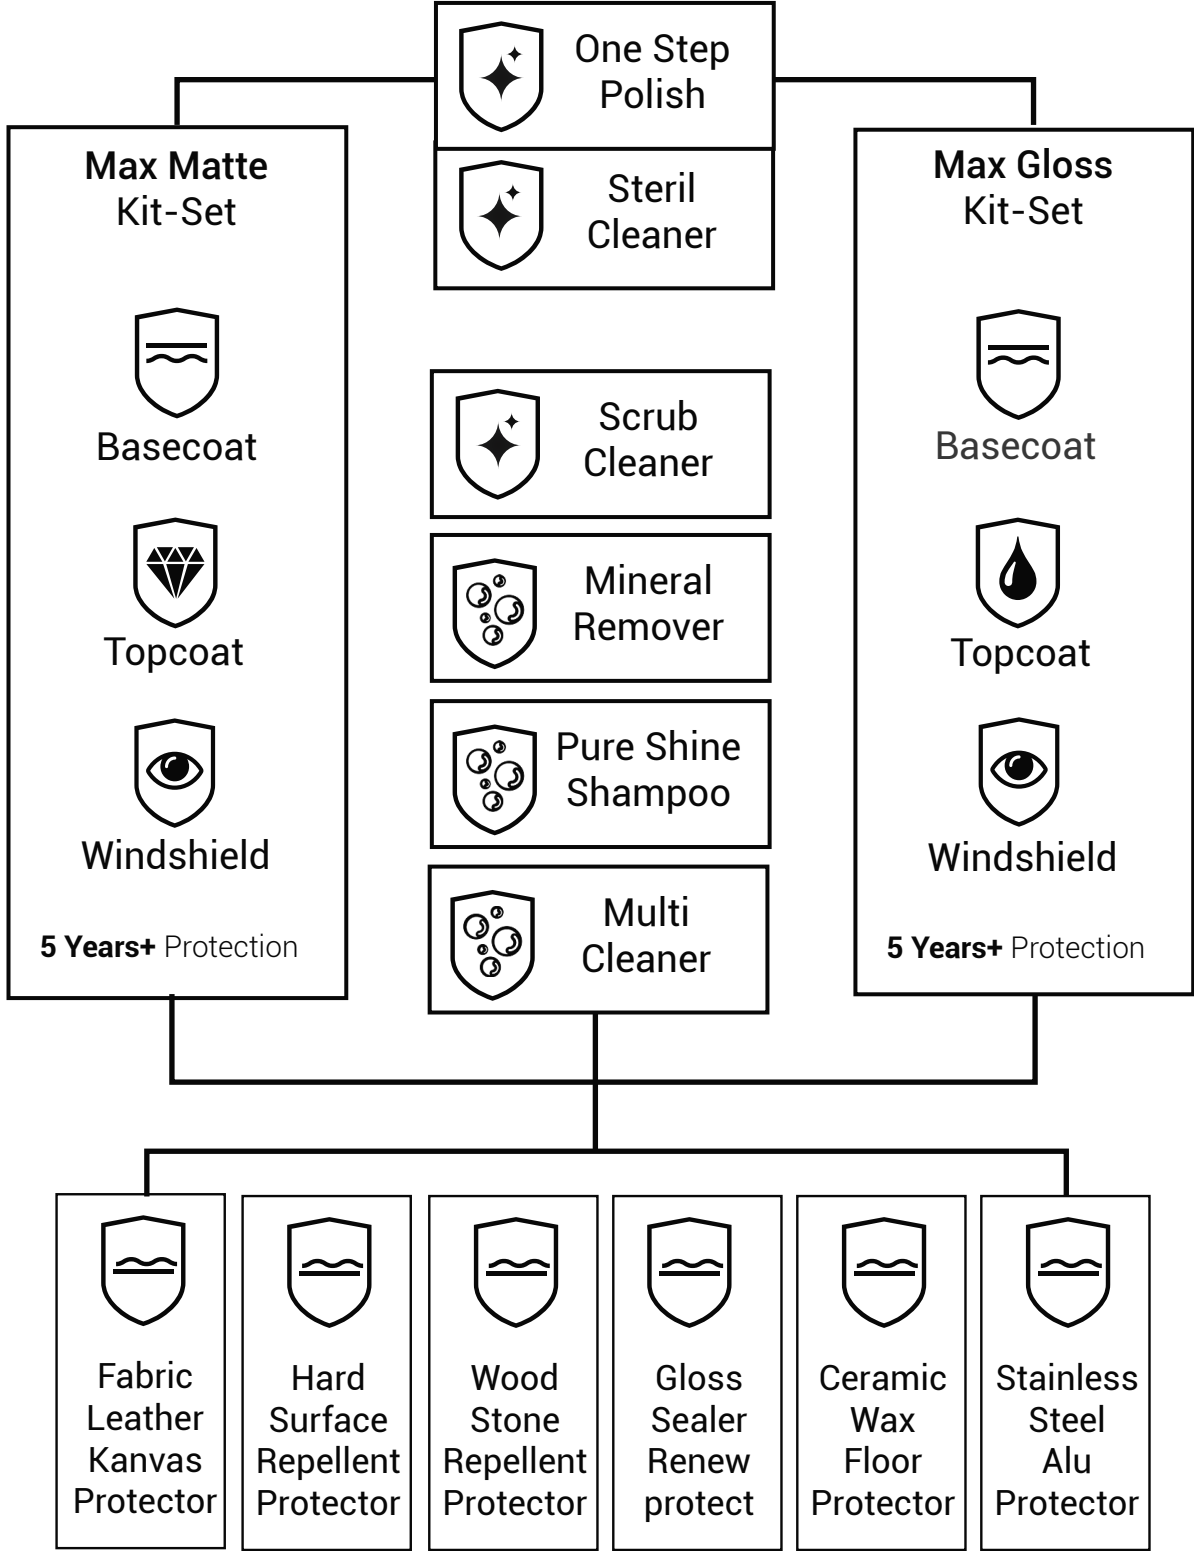 One Step
Polish
Steril
Cleaner
Max Matte
Kit-Set
Basecoat
Topcoat
Windshield
5 Years+ Protection
Scrub
Cleaner
Mineral
Remover
Pure Shine
Shampoo
Multi
Cleaner
Max Gloss
Kit-Set
Basecoat
Topcoat
Windshield
5 Years+ Protection
Fabric
Leather
Kanvas
Protector
Hard
Surface
Repellent
Protector
Wood
Stone
Repellent
Protector
Gloss
Sealer
Renew
protect
Ceramic
Wax
Floor
Protector
Stainless
Steel
Alu
Protector